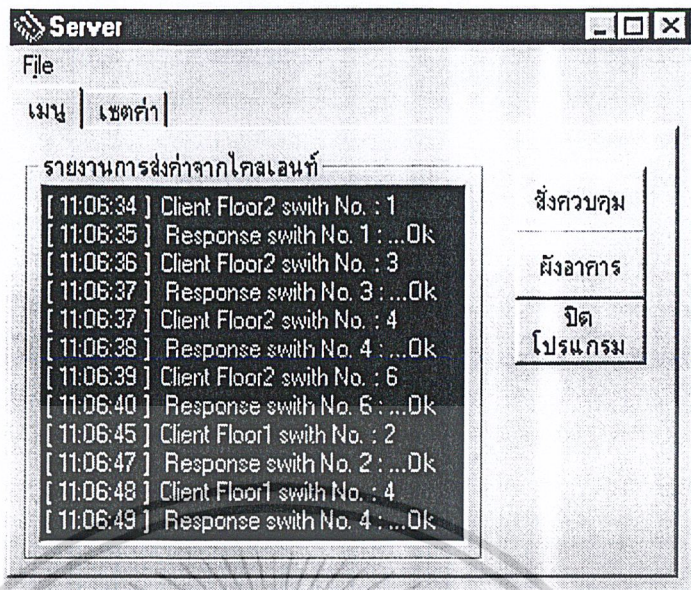 Server
File
เมนู เซตค่า
รายงานการส่งค่าจากไคลเอนท์
[ 11:06:34 ] Client Floor2 swith No. : 1
[ 11:06:35 ] Response swith No. 1 : ...Ok
[ 11:06:36 ] Client Floor2 swith No. : 3
[ 11:06:37 ] Response swith No. 3 : ...Ok
[ 11:06:37 ] Client Floor2 swith No. : 4
[ 11:06:38 ] Response swith No. 4 : ...Ok
[ 11:06:39 ] Client Floor2 swith No. : 6
[ 11:06:40 ] Response swith No. 6 : ...Ok
[ 11:06:45 ] Client Floor1 swith No. : 2
[ 11:06:47 ] Response swith No. 2 : ...Ok
[ 11:06:48 ] Client Floor1 swith No. : 4
[ 11:06:49 ] Response swith No. 4 : ...Ok
สั่งควบคุม
ผังอาคาร
ปิด
โปรแกรม